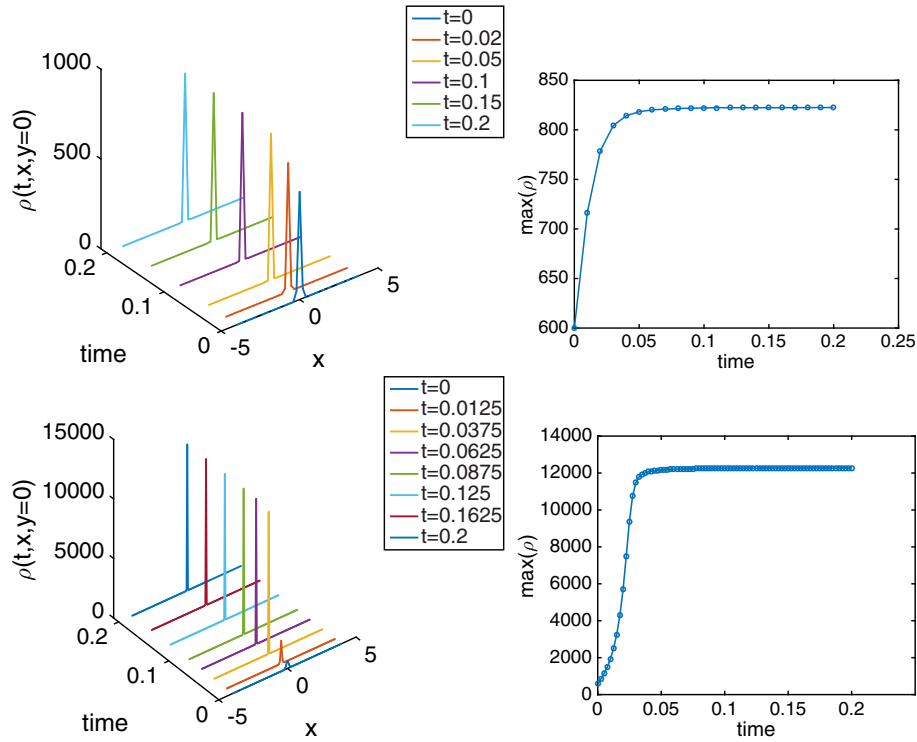 t=0
t=0.02
t=0.05
t=0.1
t=0.15
t=0.2
1000
500
0
ρ(t,x,y=0)
0.2
0.1
0
time
-5
0
5
x
850
800
750
700
650
600
max(ρ)
0
0.05
0.1
0.15
0.2
0.25
time
t=0
t=0.0125
t=0.0375
t=0.0625
t=0.0875
t=0.125
t=0.1625
t=0.2
15000
10000
5000
0
ρ(t,x,y=0)
0.2
0.1
0
time
-5
0
5
x
14000
12000
10000
8000
6000
4000
2000
0
max(ρ)
0
0.05
0.1
0.15
0.2
time